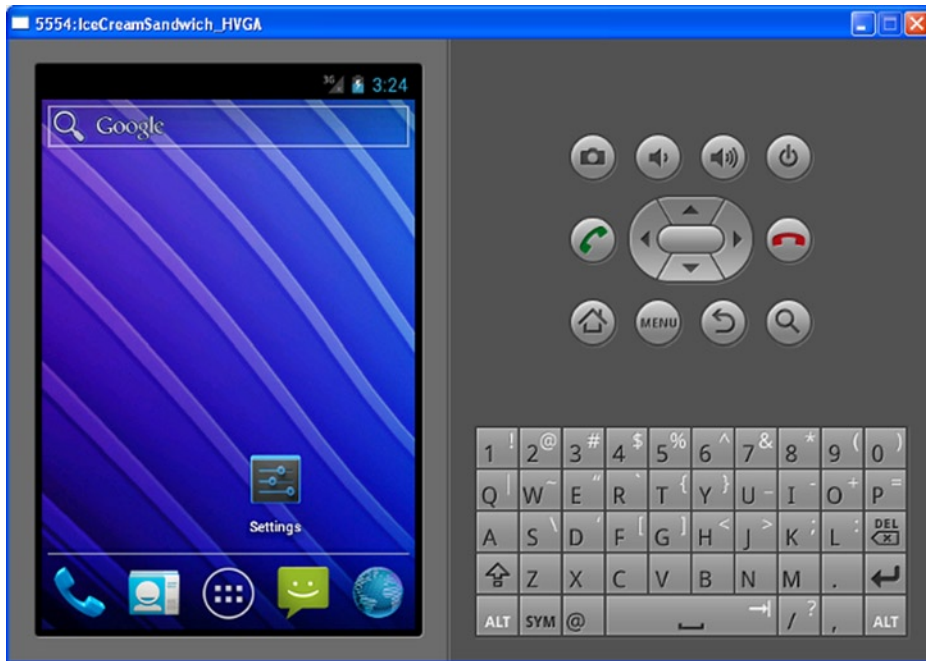 5554:IceCreamSandwich_HVGA
3G 3:24
Google
MENU
Settings
1 ! 2 @ 3 # 4 $ 5 % 6 ^ 7 & 8 * 9 ( 0 )
Q | W ~ E “ R ` T { Y } U _ I - O + P =
A S \ D ‘ F [ G ] H < J > K ; L : DEL
Z X C V B N M .
ALT SYM @ / ? , ALT